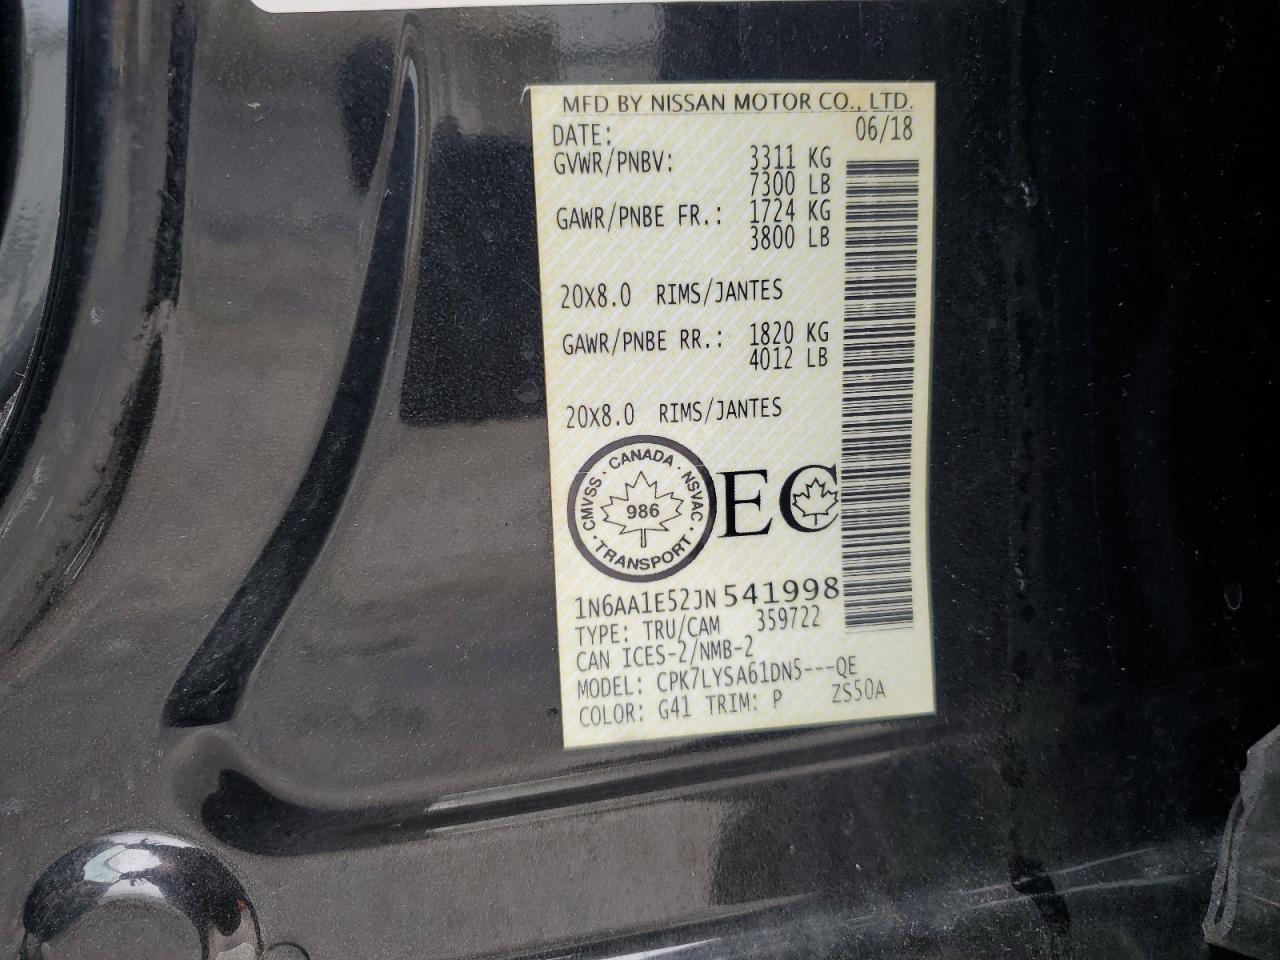 MFD BY NISSAN MOTOR CO., LTD.
DATE: 06/18
GVWR/PNBV: 3311 KG
7300 LB
GAWR/PNBE FR.: 1724 KG
3800 LB
20X8.0 RIMS/JANTES
GAWR/PNBE RR.: 1820 KG
4012 LB
20X8.0 RIMS/JANTES
CMVSS · CANADA · NSVAC · TRANSPORT ·
986
EC
1N6AA1E52JN541998
TYPE: TRU/CAM 359722
CAN ICES-2/NMB-2
MODEL: CPK7LYSA61DN5---QE
COLOR: G41 TRIM: P ZS50A